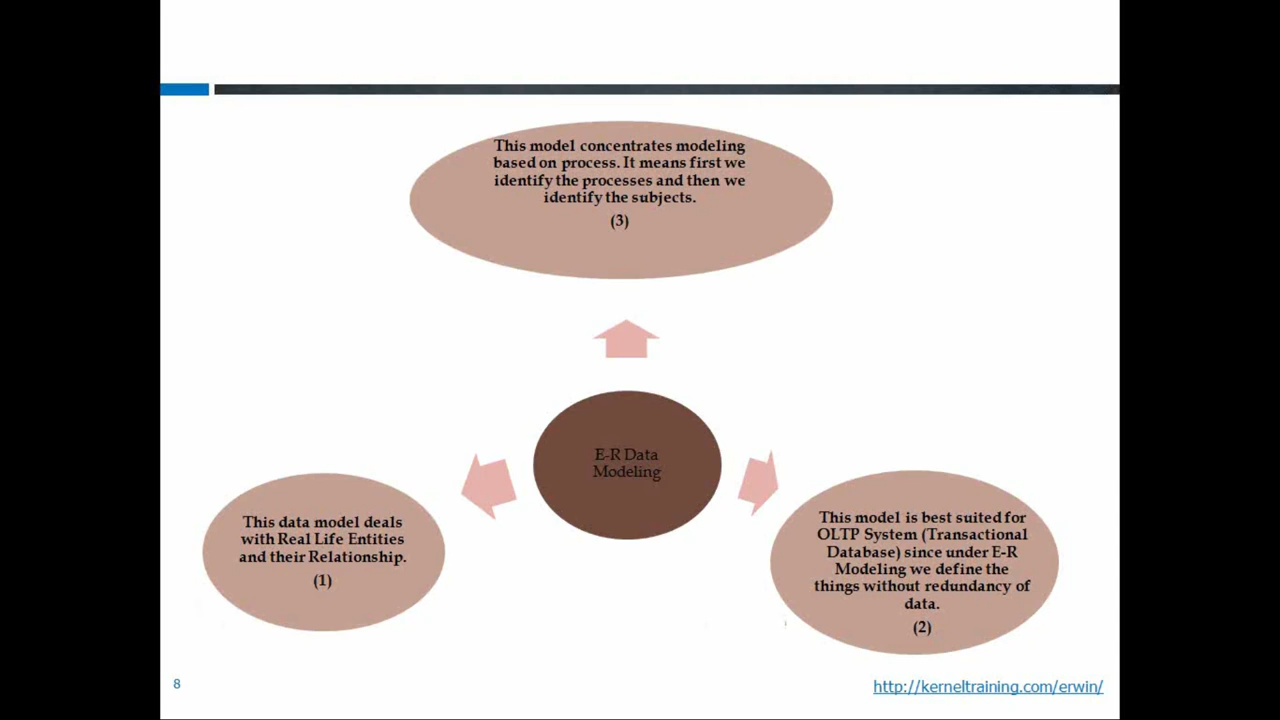 This model concentrates modeling
based on process. It means first we
identify the processes and then we
identify the subjects.
(3)
E-R Data
Modeling
This data model deals
with Real Life Entities
and their Relationship.
(1)
This model is best suited for
OLTP System (Transactional
Database) since under E-R
Modeling we define the
things without redundancy of
data.
(2)
8
http://kerneltraining.com/erwin/